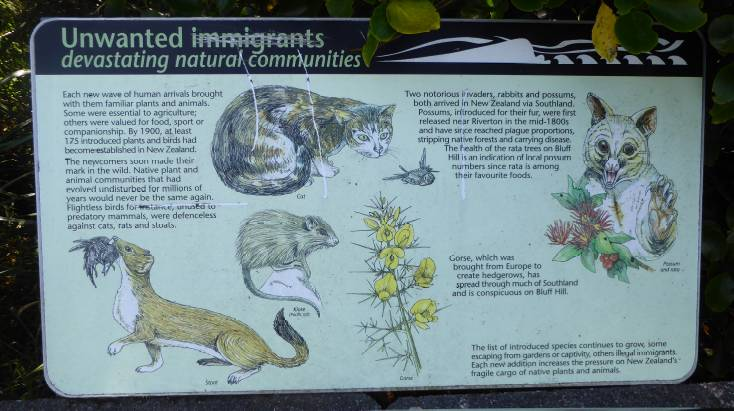 Unwanted immigrants
devastating natural communities
Each new wave of human arrivals brought
with them familiar plants and animals.
Some were essential to agriculture;
others were valued for food, sport or
companionship. By 1900, at least
175 introduced plants and birds had
become established in New Zealand.
The newcomers soon made their
mark in the wild. Native plant and
animal communities that had
evolved undisturbed for millions of
years would never be the same again.
Flightless birds for instance, unused to
predatory mammals, were defenceless
against cats, rats and stoats.
Cat
Two notorious invaders, rabbits and possums,
both arrived in New Zealand via Southland.
Possums, introduced for their fur, were first
released near Riverton in the mid-1800s
and have since reached plague proportions,
stripping native forests and carrying disease.
The health of the rata trees on Bluff
Hill is an indication of local possum
numbers since rata is among
their favourite foods.
Possum
and rata
Kiore
Gorse, which was
brought from Europe to
create hedgerows, has
spread through much of Southland
and is conspicuous on Bluff Hill.
Stoat
Gorse
The list of introduced species continues to grow, some
escaping from gardens or captivity, others illegal immigrants.
Each new addition increases the pressure on New Zealand's
fragile cargo of native plants and animals.